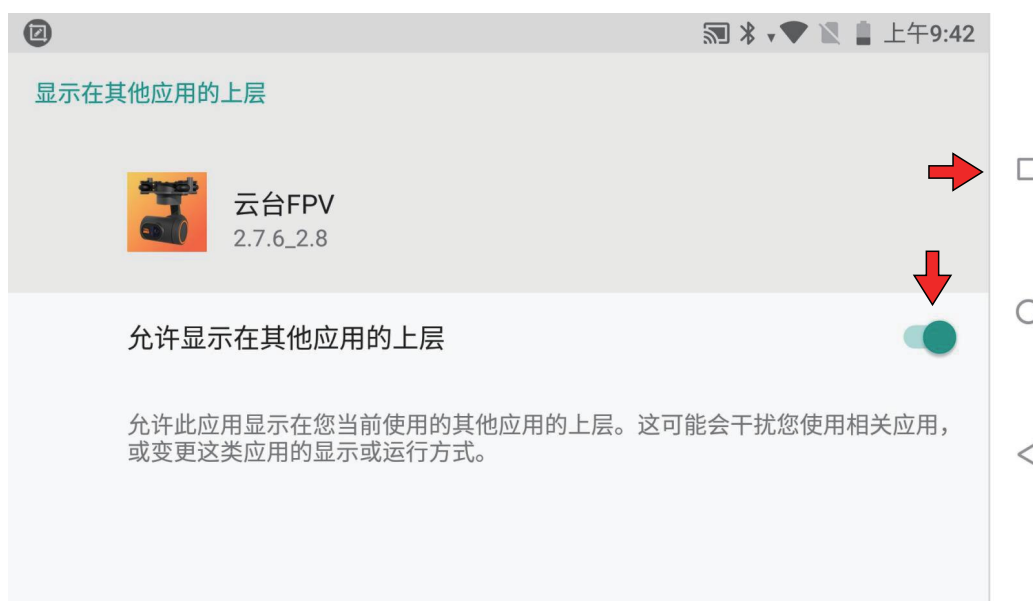 上午9:42
显示在其他应用的上层
云台FPV
2.7.6_2.8
允许显示在其他应用的上层
允许此应用显示在您当前使用的其他应用的上层。这可能会干扰您使用相关应用，
或变更这类应用的显示或运行方式。